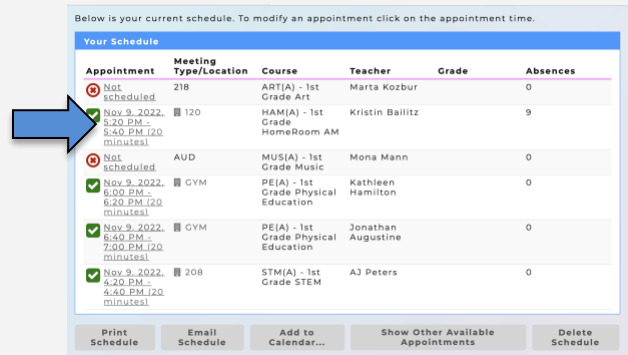 Below is your current schedule. To modify an appointment click on the appointment time.
Your Schedule
Appointment Meeting Type/Location Course Teacher Grade Absences
Not scheduled 218 ART(A) - 1st Grade Art Marta Kozbur 0
Nov 9, 2022, 5:20 PM - 5:40 PM (20 minutes) 120 HAM(A) - 1st Grade HomeRoom AM Kristin Bailitz 9
Not scheduled AUD MUS(A) - 1st Grade Music Mona Mann 0
Nov 9, 2022, 6:00 PM - 6:20 PM (20 minutes) GYM PE(A) - 1st Grade Physical Education Kathleen Hamilton 0
Nov 9, 2022, 6:40 PM - 7:00 PM (20 minutes) GYM PE(A) - 1st Grade Physical Education Jonathan Augustine 0
Nov 9, 2022, 4:20 PM - 4:40 PM (20 minutes) 208 STM(A) - 1st Grade STEM AJ Peters 0
Print Schedule Email Schedule Add to Calendar... Show Other Available Appointments Delete Schedule